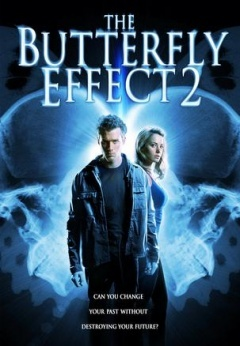 THE
BUTTERFLY
EFFECT 2
CAN YOU CHANGE
YOUR PAST WITHOUT
DESTROYING YOUR FUTURE?